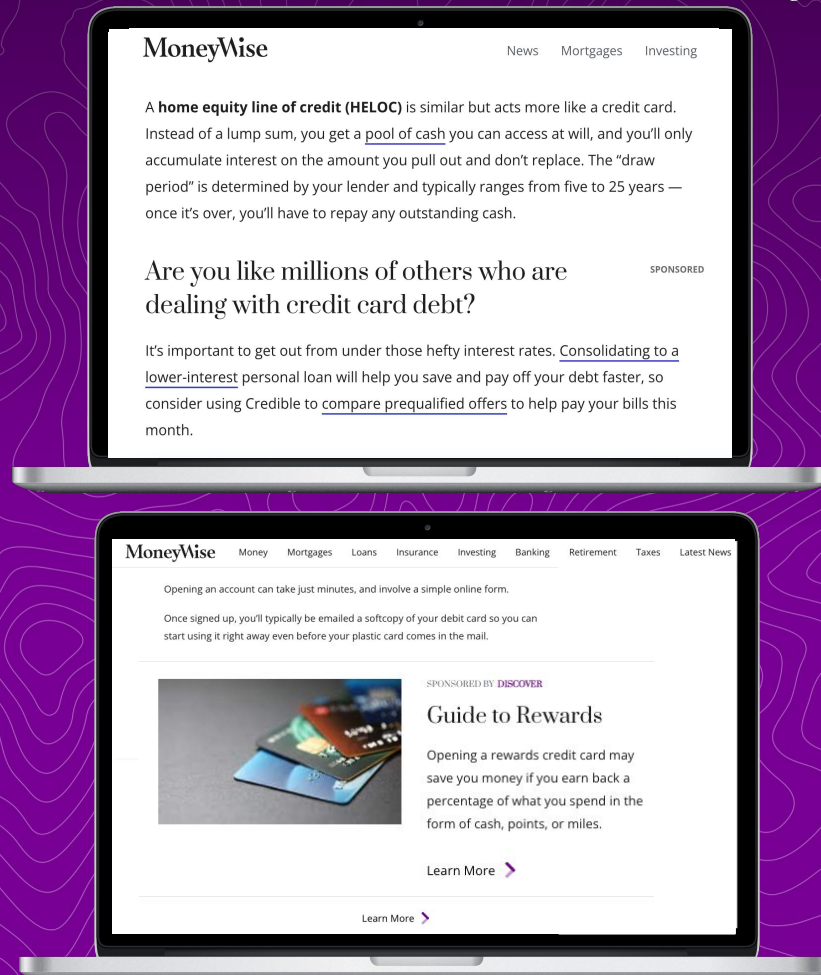 MoneyWise
News Mortgages Investing
A home equity line of credit (HELOC) is similar but acts more like a credit card.
Instead of a lump sum, you get a pool of cash you can access at will, and you’ll only
accumulate interest on the amount you pull out and don’t replace. The “draw
period” is determined by your lender and typically ranges from five to 25 years —
once it’s over, you’ll have to repay any outstanding cash.
Are you like millions of others who are
dealing with credit card debt?
SPONSORED
It’s important to get out from under those hefty interest rates. Consolidating to a
lower-interest personal loan will help you save and pay off your debt faster, so
consider using Credible to compare prequalified offers to help pay your bills this
month.
MoneyWise Money Mortgages Loans Insurance Investing Banking Retirement Taxes Latest News
Opening an account can take just minutes, and involve a simple online form.
Once signed up, you’ll typically be emailed a softcopy of your debit card so you can
start using it right away even before your plastic card comes in the mail.
SPONSORED BY DISCOVER
Guide to Rewards
Opening a rewards credit card may
save you money if you earn back a
percentage of what you spend in the
form of cash, points, or miles.
Learn More
Learn More